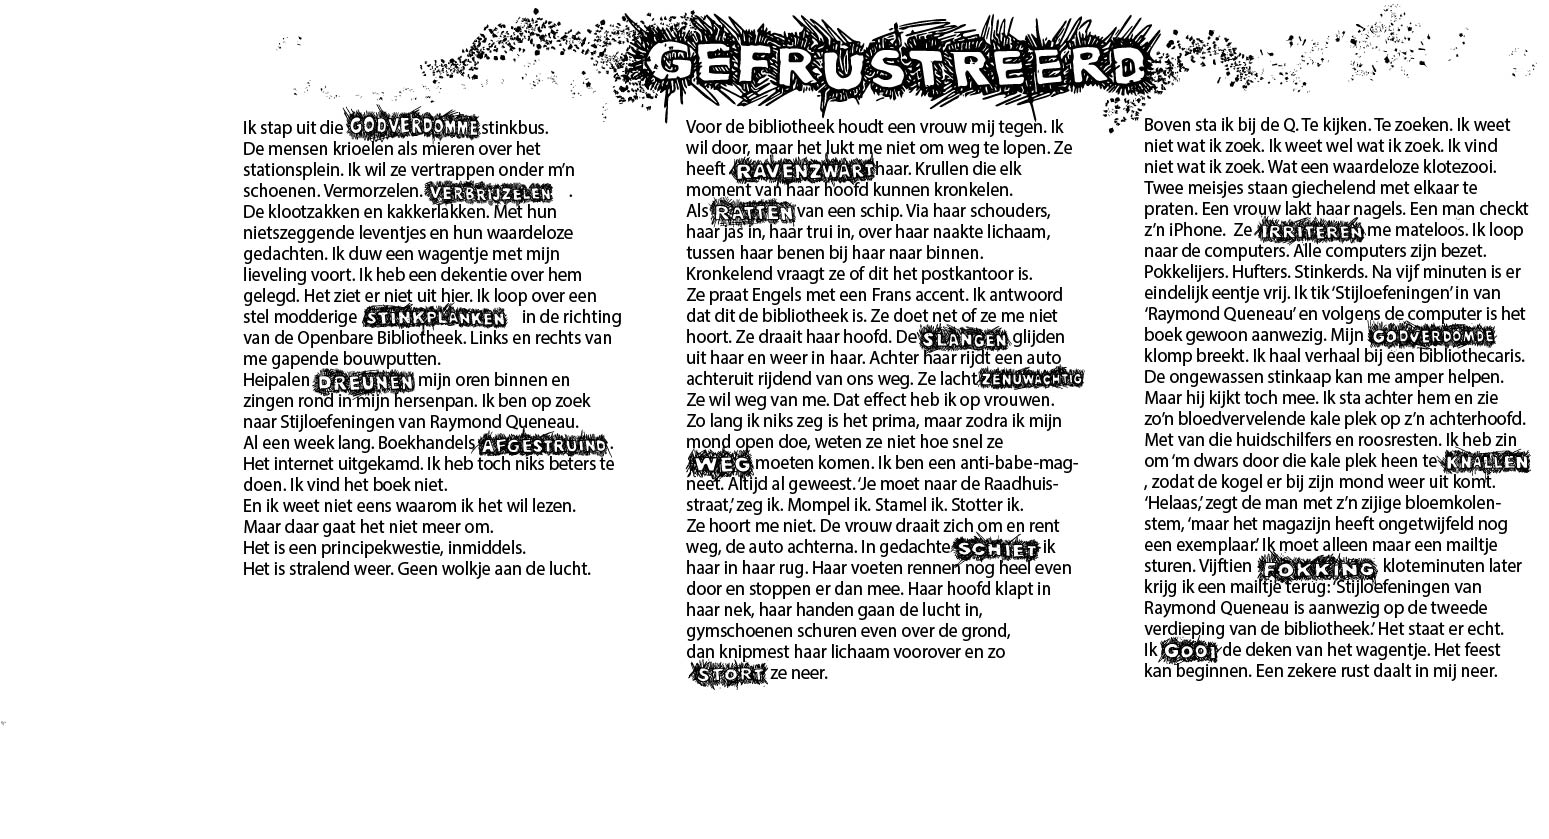 GEFRUSTREERD
Ik stap uit die GODVERDOMME stinkbus.
De mensen krioelen als mieren over het
stationsplein. Ik wil ze vertrappen onder m’n
schoenen. Vermorzelen. VERBRIJZELEN .
De klootzakken en kakkerlakken. Met hun
nietszeggende leventjes en hun waardeloze
gedachten. Ik duw een wagentje met mijn
lieveling voort. Ik heb een dekentie over hem
gelegd. Het ziet er niet uit hier. Ik loop over een
stel modderige STINKPLANKEN in de richting
van de Openbare Bibliotheek. Links en rechts van
me gapende bouwputten.
Heipalen DREUNEN mijn oren binnen en
zingen rond in mijn hersenpan. Ik ben op zoek
naar Stijloefeningen van Raymond Queneau.
Al een week lang. Boekhandels AFGESTRUIND.
Het internet uitgekamd. Ik heb toch niks beters te
doen. Ik vind het boek niet.
En ik weet niet eens waarom ik het wil lezen.
Maar daar gaat het niet meer om.
Het is een principekwestie, inmiddels.
Het is stralend weer. Geen wolkje aan de lucht.
Voor de bibliotheek houdt een vrouw mij tegen. Ik
wil door, maar het lukt me niet om weg te lopen. Ze
heeft RAVENZWART haar. Krullen die elk
moment van haar hoofd kunnen kronkelen.
Als RATTEN van een schip. Via haar schouders,
haar jas in, haar trui in, over haar naakte lichaam,
tussen haar benen bij haar naar binnen.
Kronkelend vraagt ze of dit het postkantoor is.
Ze praat Engels met een Frans accent. Ik antwoord
dat dit de bibliotheek is. Ze doet net of ze me niet
hoort. Ze draait haar hoofd. De SLANGEN glijden
uit haar en weer in haar. Achter haar rijdt een auto
achteruit rijdend van ons weg. Ze lacht ZENUWACHTIG
Ze wil weg van me. Dat effect heb ik op vrouwen.
Zo lang ik niks zeg is het prima, maar zodra ik mijn
mond open doe, weten ze niet hoe snel ze
WEG moeten komen. Ik ben een anti-babe-mag-
neet. Altijd al geweest. ‘Je moet naar de Raadhuis-
straat,’ zeg ik. Mompel ik. Stamel ik. Stotter ik.
Ze hoort me niet. De vrouw draait zich om en rent
weg, de auto achterna. In gedachte SCHIET ik
haar in haar rug. Haar voeten rennen nog heel even
door en stoppen er dan mee. Haar hoofd klapt in
haar nek, haar handen gaan de lucht in,
gymschoenen schuren even over de grond,
dan knipmest haar lichaam voorover en zo
STORT ze neer.
Boven sta ik bij de Q. Te kijken. Te zoeken. Ik weet
niet wat ik zoek. Ik weet wel wat ik zoek. Ik vind
niet wat ik zoek. Wat een waardeloze klotezooi.
Twee meisjes staan giechelend met elkaar te
praten. Een vrouw lakt haar nagels. Een man checkt
z’n iPhone. Ze IRRITEREN me mateloos. Ik loop
naar de computers. Alle computers zijn bezet.
Pokkelijers. Hufters. Stinkerds. Na vijf minuten is er
eindelijk eentje vrij. Ik tik ‘Stijloefeningen’ in van
‘Raymond Queneau’ en volgens de computer is het
boek gewoon aanwezig. Mijn GODVERDOMDE
klomp breekt. Ik haal verhaal bij een bibliothecaris.
De ongewassen stinkaap kan me amper helpen.
Maar hij kijkt toch mee. Ik sta achter hem en zie
zo’n bloedvervelende kale plek op z’n achterhoofd.
Met van die huidschilfers en roosresten. Ik heb zin
om ‘m dwars door die kale plek heen te KNALLEN
, zodat de kogel er bij zijn mond weer uit komt.
‘Helaas,’ zegt de man met z’n zijige bloemkolen-
stem, ‘maar het magazijn heeft ongetwijfeld nog
een exemplaar.’ Ik moet alleen maar een mailtje
sturen. Vijftien FOKKING kloteminuten later
krijg ik een mailtje terug: ‘Stijloefeningen van
Raymond Queneau is aanwezig op de tweede
verdieping van de bibliotheek.’ Het staat er echt.
Ik GOOI de deken van het wagentje. Het feest
kan beginnen. Een zekere rust daalt in mij neer.